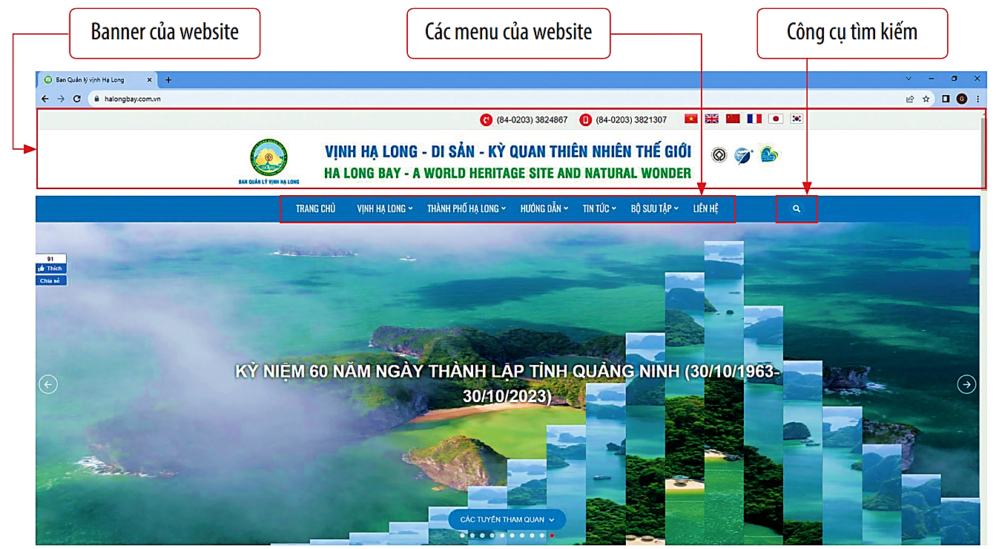 Banner của website
Các menu của website
Công cụ tìm kiếm
Ban Quản lý vịnh Hạ Long
halongbay.com.vn
G
(84-0203) 3824867 (84-0203) 3821307
VỊNH HẠ LONG - DI SẢN - KỲ QUAN THIÊN NHIÊN THẾ GIỚI
HA LONG BAY - A WORLD HERITAGE SITE AND NATURAL WONDER
BAN QUẢN LÝ VỊNH HẠ LONG
TRANG CHỦ VỊNH HẠ LONG THÀNH PHỐ HẠ LONG HƯỚNG DẪN TIN TỨC BỘ SƯU TẬP LIÊN HỆ
91
Thích
Chia sẻ
KỶ NIỆM 60 NĂM NGÀY THÀNH LẬP TỈNH QUẢNG NINH (30/10/1963-
30/10/2023)
CÁC TUYẾN THAM QUAN